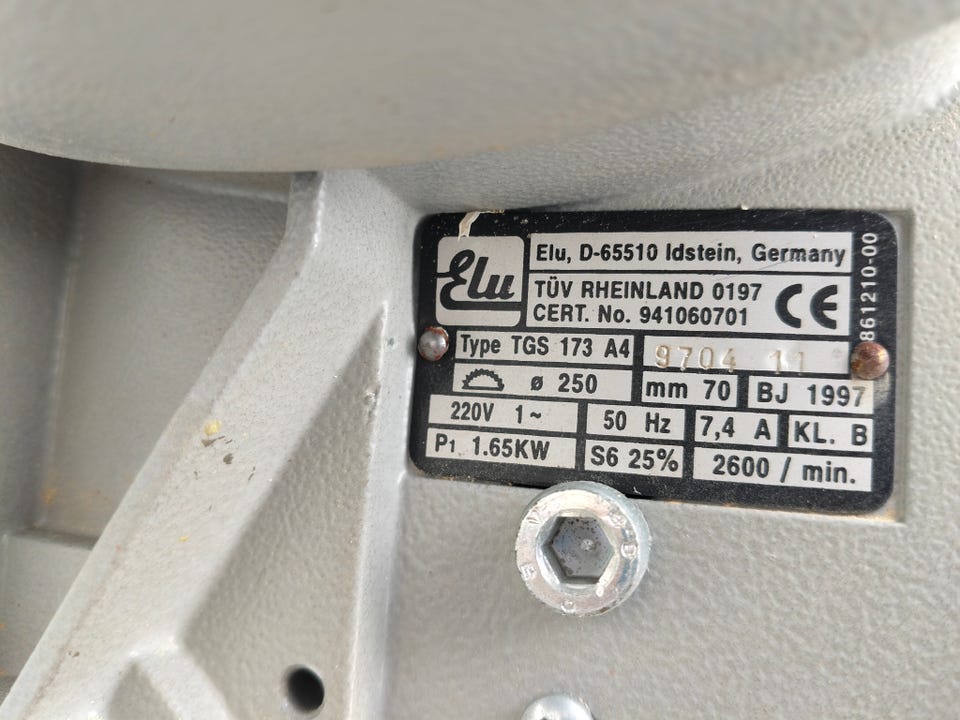 Elu
Elu, D-65510 Idstein, Germany
TÜV RHEINLAND 0197
CERT. No. 941060701
CE
861210-00
Type TGS 173 A4
9704 11
ø 250
mm 70
BJ 1997
220V 1~
50 Hz
7,4 A
KL. B
P1 1.65KW
S6 25%
2600 / min.